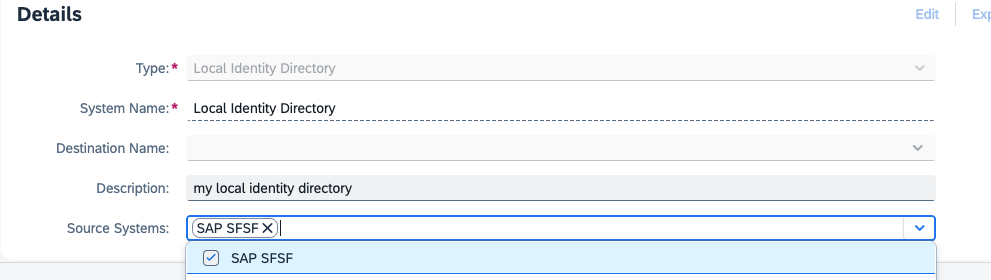 Details
Edit
Type:*
Local Identity Directory
System Name:*
Local Identity Directory
Destination Name:
Description:
my local identity directory
Source Systems:
SAP SFSF
SAP SFSF